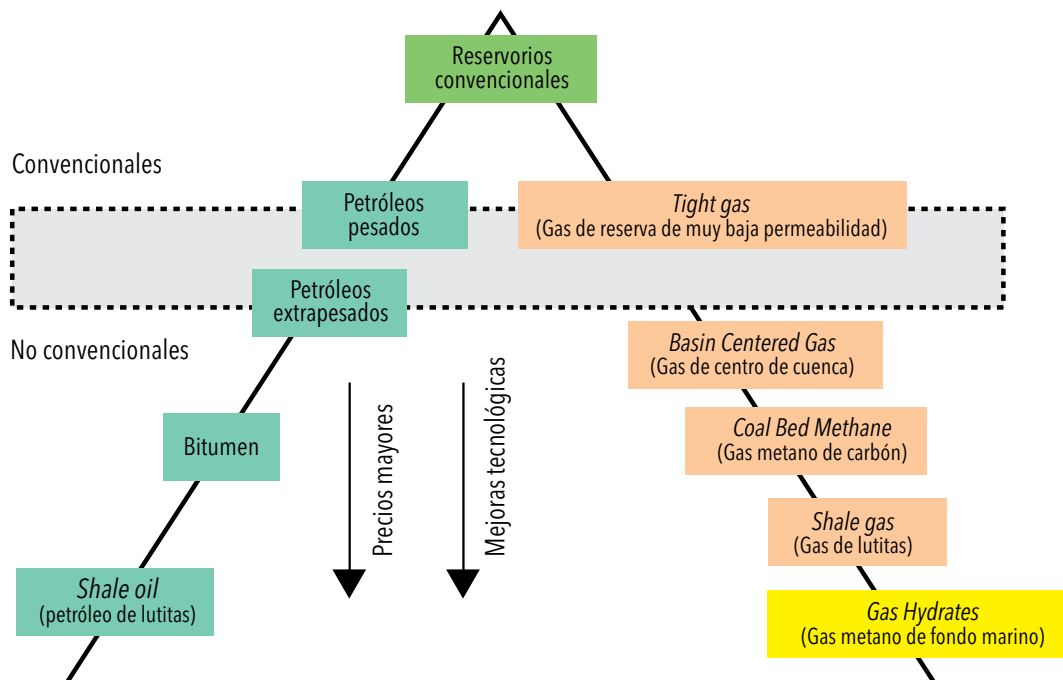 Reservorios
convencionales
Convencionales
Petróleos
pesados
Tight gas
(Gas de reserva de muy baja permeabilidad)
Petróleos
extrapesados
No convencionales
Basin Centered Gas
(Gas de centro de cuenca)
Precios mayores
Mejoras tecnológicas
Bitumen
Coal Bed Methane
(Gas metano de carbón)
Shale gas
(Gas de lutitas)
Shale oil
(petróleo de lutitas)
Gas Hydrates
(Gas metano de fondo marino)